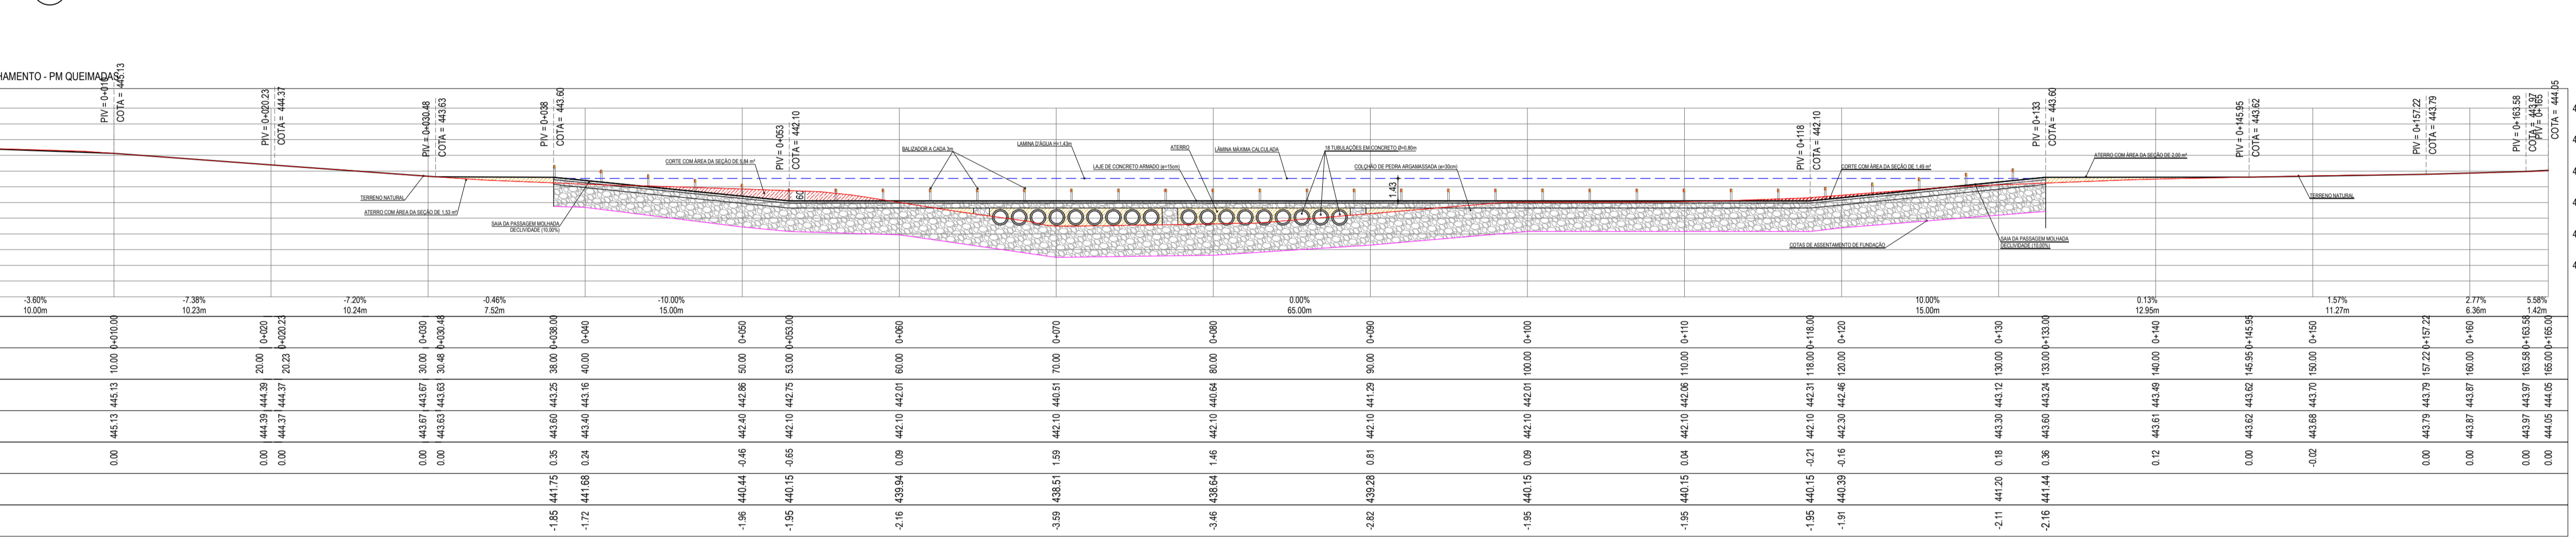 HAMENTO - PM QUEIMADAS
PIV = 0+010
COTA = 445.13
PIV = 0+020.23
COTA = 444.37
PIV = 0+030.48
COTA = 443.63
PIV = 0+038
COTA = 443.60
PIV = 0+053
COTA = 442.10
PIV = 0+118
COTA = 442.10
PIV = 0+133
COTA = 443.60
PIV = 0+145.95
COTA = 443.62
PIV = 0+157.22
COTA = 443.79
PIV = 0+163.58
COTA = 443.97
PIV = 0+165
COTA = 444.05
TERRENO NATURAL
ATERRO COM ÁREA DA SEÇÃO DE 1,53 m²
SAIA DA PASSAGEM MOLHADA
DECLIVIDADE (10,00%)
CORTE COM ÁREA DA SEÇÃO DE 5,84 m²
.60
BALIZADOR A CADA 3m
LAMINA D'ÁGUA H=1,43m
LAJE DE CONCRETO ARMADO (e=15cm)
ATERRO
LÂMINA MÁXIMA CALCULADA
18 TUBULAÇÕES EM CONCRETO Ø=0,80m
COLCHÃO DE PEDRA ARGAMASSADA (e=30cm)
1.43
CORTE COM ÁREA DA SEÇÃO DE 1,49 m²
COTAS DE ASSENTAMENTO DE FUNDAÇÃO
SAIA DA PASSAGEM MOLHADA
DECLIVIDADE (10,00%)
ATERRO COM ÁREA DA SEÇÃO DE 2,00 m²
TERRENO NATURAL
-3.60% -7.38% -7.20% -0.46% -10.00% 0.00% 10.00% 0.13% 1.57% 2.77% 5.58%
10.00m 10.23m 10.24m 7.52m 15.00m 65.00m 15.00m 12.95m 11.27m 6.36m 1.42m
0+010.00 0+020 0+020.23 0+030 0+030.48 0+038.00 0+040 0+050 0+053.00 0+060 0+070 0+080 0+090 0+100 0+110 0+118.00 0+120 0+130 0+133.00 0+140 0+145.95 0+150 0+157.22 0+160 0+163.58 0+165.00
10.00 20.00 20.23 30.00 30.48 38.00 40.00 50.00 53.00 60.00 70.00 80.00 90.00 100.00 110.00 118.00 120.00 130.00 133.00 140.00 145.95 150.00 157.22 160.00 163.58 165.00
445.13 444.39 444.37 443.67 443.63 443.25 443.16 442.86 442.75 442.01 440.51 440.64 441.29 442.01 442.06 442.31 442.46 443.12 443.24 443.49 443.62 443.70 443.79 443.87 443.97 444.05
445.13 444.39 444.37 443.67 443.63 443.60 443.40 442.40 442.10 442.10 442.10 442.10 442.10 442.10 442.10 442.10 442.30 443.30 443.60 443.61 443.62 443.68 443.79 443.87 443.97 444.05
0.00 0.00 0.00 0.00 0.00 0.35 0.24 -0.46 -0.65 0.09 1.59 1.46 0.81 0.09 0.04 -0.21 -0.16 0.18 0.36 0.12 0.00 -0.02 0.00 0.00 0.00 0.00
441.75 441.68 440.44 440.15 439.94 438.51 438.64 439.28 440.15 440.15 440.15 440.39 441.20 441.44
-1.85 -1.72 -1.96 -1.95 -2.16 -3.59 -3.46 -2.82 -1.95 -1.95 -1.95 -1.91 -2.11 -2.16